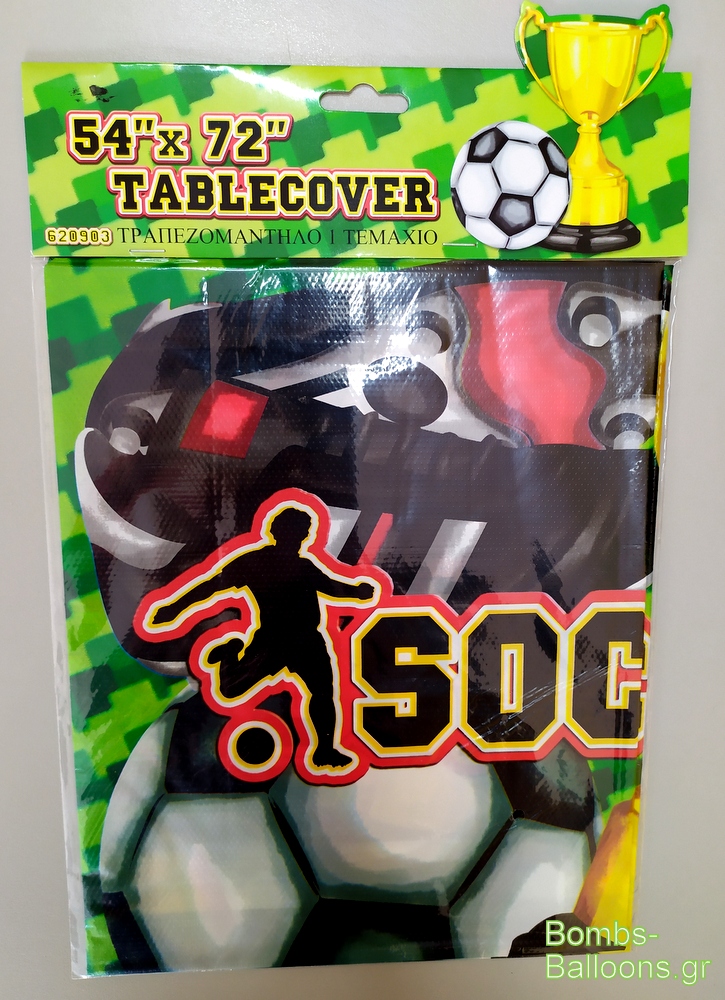 54"x 72"
TABLECOVER
620903 ΤΡΑΠΕΖΟΜΑΝΤΗΛΟ 1 ΤΕΜΑΧΙΟ
SOC
Bombs-
Balloons.gr